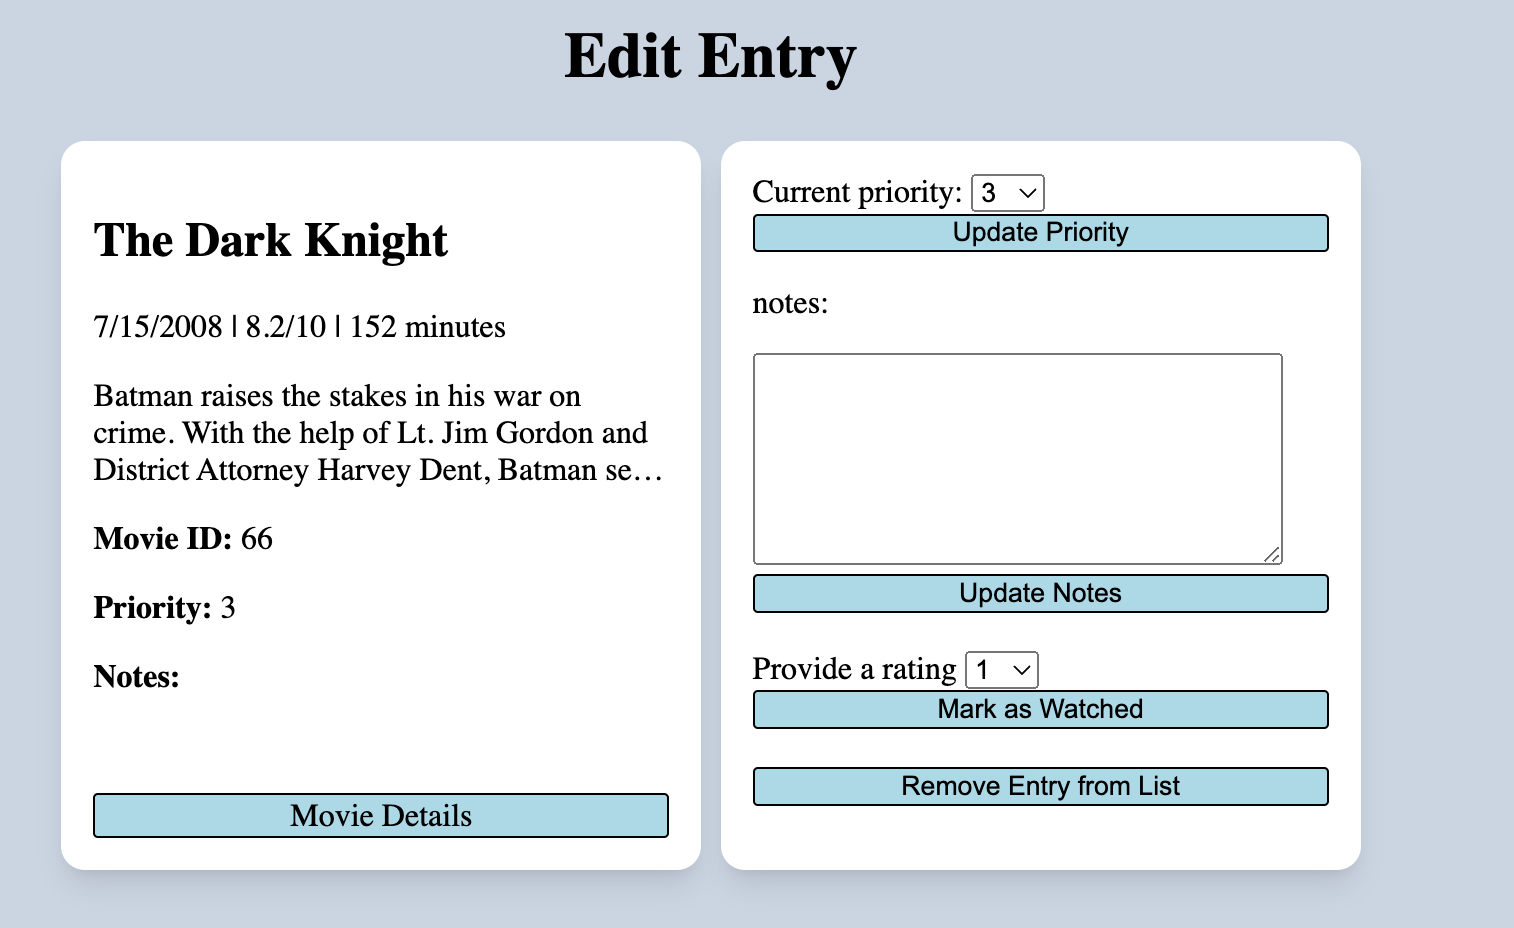 Edit Entry
The Dark Knight
7/15/2008 | 8.2/10 | 152 minutes
Batman raises the stakes in his war on
crime. With the help of Lt. Jim Gordon and
District Attorney Harvey Dent, Batman se…
Movie ID: 66
Priority: 3
Notes:
Movie Details
Current priority: 3
Update Priority
notes:
Update Notes
Provide a rating 1
Mark as Watched
Remove Entry from List